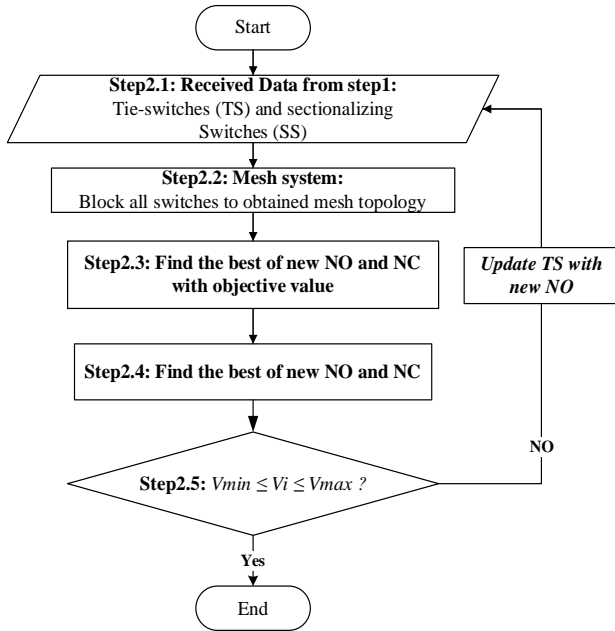 Start
Step2.1: Received Data from step1:
Tie-switches (TS) and sectionalizing
Switches (SS)
Step2.2: Mesh system:
Block all switches to obtained mesh topology
Step2.3: Find the best of new NO and NC
with objective value
Update TS with
new NO
Step2.4: Find the best of new NO and NC
NO
Step2.5: Vmin ≤ Vi ≤ Vmax ?
Yes
End